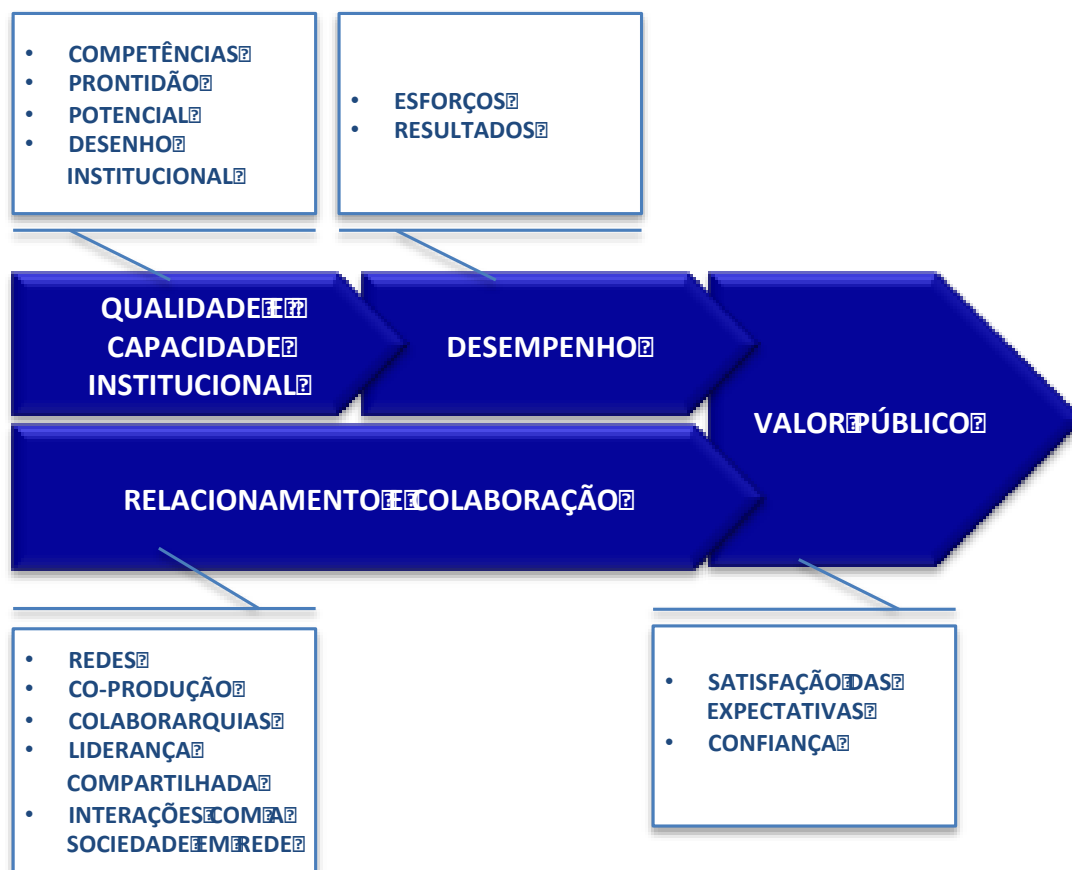 • COMPETÊNCIAS
• PRONTIDÃO
• POTENCIAL
• DESENHO
INSTITUCIONAL
• ESFORÇOS
• RESULTADOS
QUALIDADE E
CAPACIDADE
INSTITUCIONAL
DESEMPENHO
VALOR PÚBLICO
RELACIONAMENTO E COLABORAÇÃO
• REDES
• CO-PRODUÇÃO
• COLABORARQUIAS
• LIDERANÇA
COMPARTILHADA
• INTERAÇÕES COM A
SOCIEDADE EM REDE
• SATISFAÇÃO DAS
EXPECTATIVAS
• CONFIANÇA